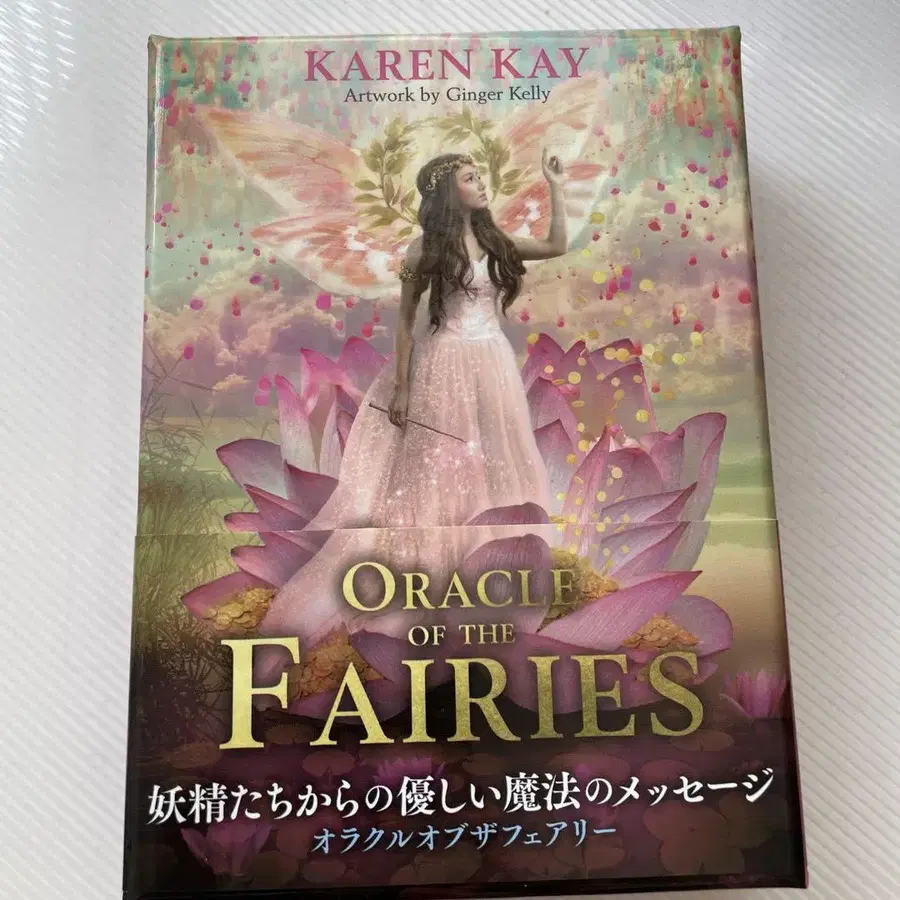 KAREN KAY
Artwork by Ginger Kelly
ORACLE
OF THE
FAIRIES
妖精たちからの優しい魔法のメッセージ
オラクルオブザフェアリー